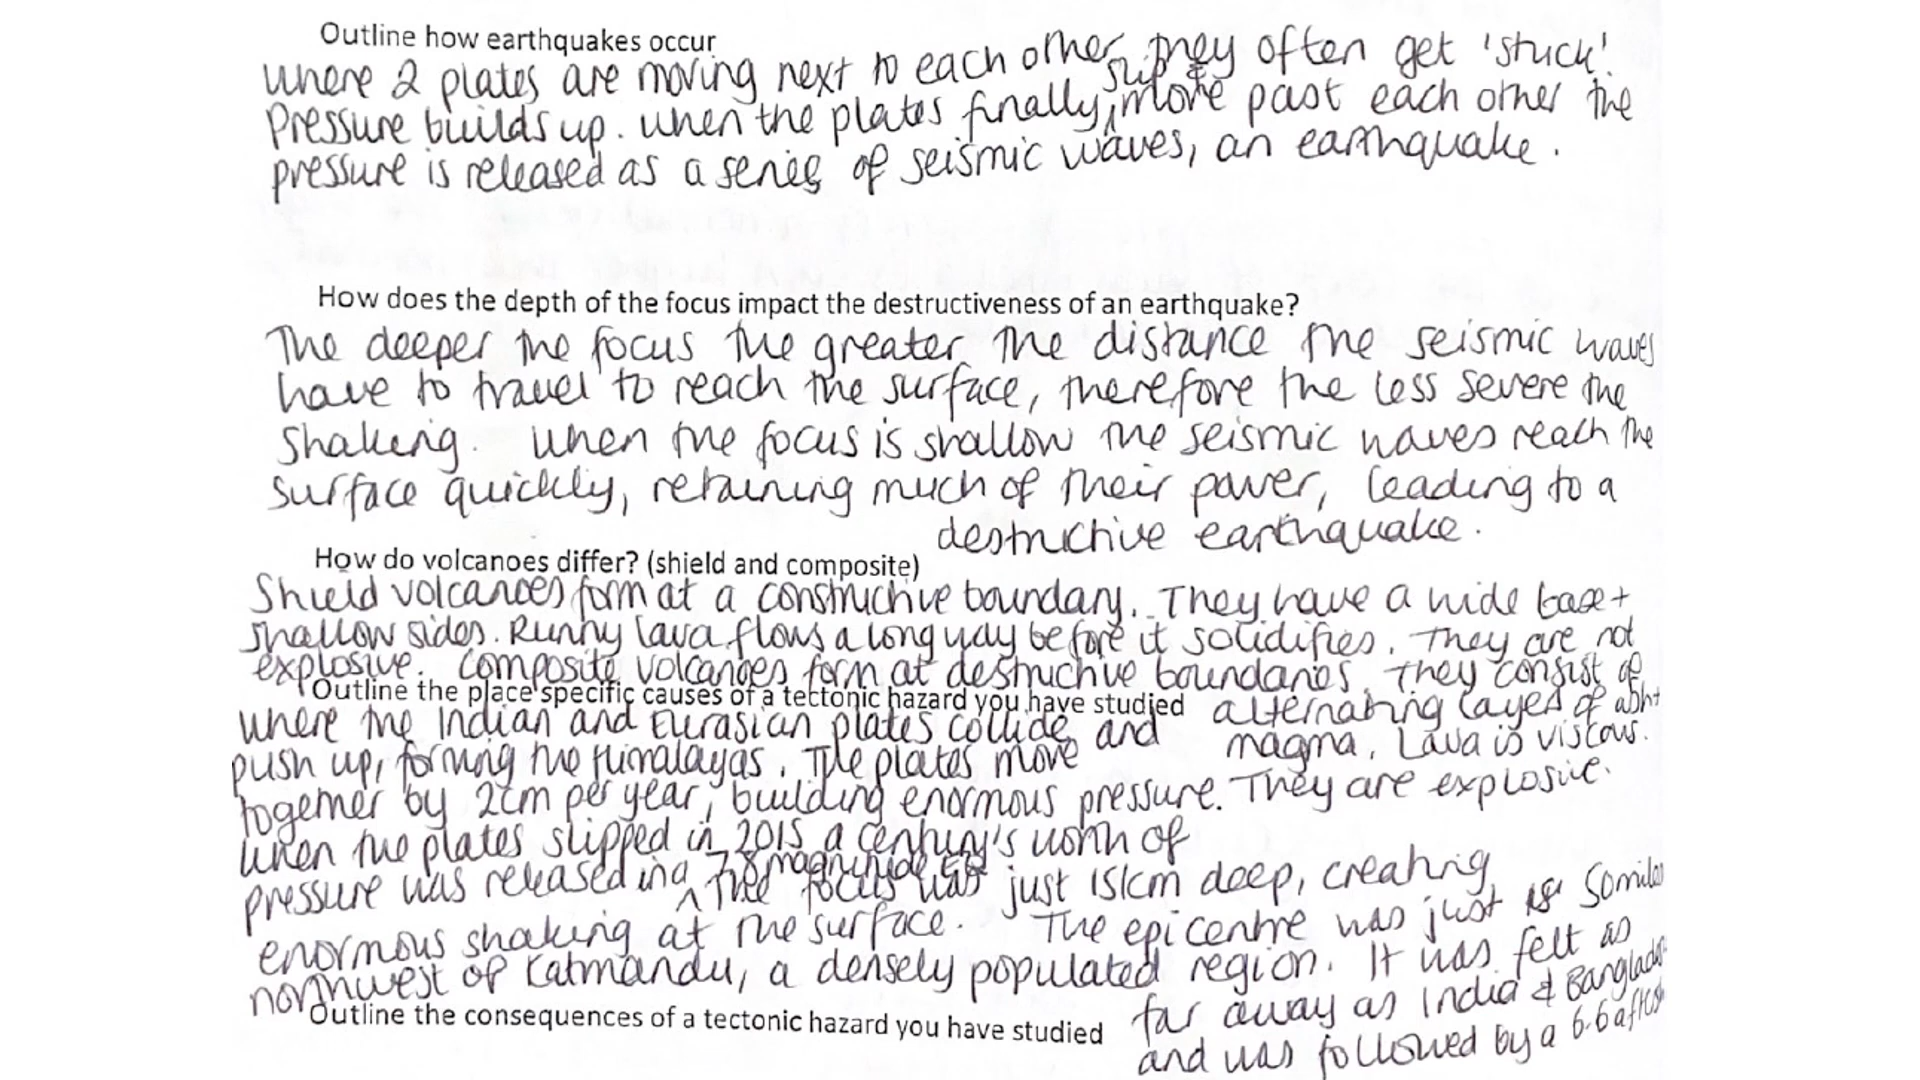 Outline how earthquakes occur
where 2 plates are moving next to each other, they often get 'stuck'.
Pressure builds up. when the plates finally slip & move past each other the
pressure is released as a series of seismic waves, an earthquake.
How does the depth of the focus impact the destructiveness of an earthquake?
The deeper the focus the greater the distance the seismic waves
have to travel to reach the surface, therefore the less severe the
shaking. when the focus is shallow the seismic waves reach the
surface quickly, retaining much of their power, leading to a
destructive earthquake.
How do volcanoes differ? (shield and composite)
Shield volcanoes form at a constructive boundary. They have a wide base +
shallow sides. Runny lava flows a long way before it solidifies. They are not
explosive. Composite volcanoes form at destructive boundaries. They consist of
alternating layers of ash +
magma. Lava is viscous.
They are explosive.
Outline the place specific causes of a tectonic hazard you have studied
where the Indian and Eurasian plates collide and
push up, forming the Himalayas. The plates move
together by 2cm per year, building enormous pressure.
when the plates slipped in 2015 a century's worth of
pressure was released in a 7.8 magnitude The focus was just 15km deep, creating
enormous shaking at the surface. The epicentre was just 50miles
northwest of Katmandu, a densely populated region. It was felt as
far away as India & Banglad
and was followed by a 6.6 aftes
Outline the consequences of a tectonic hazard you have studied